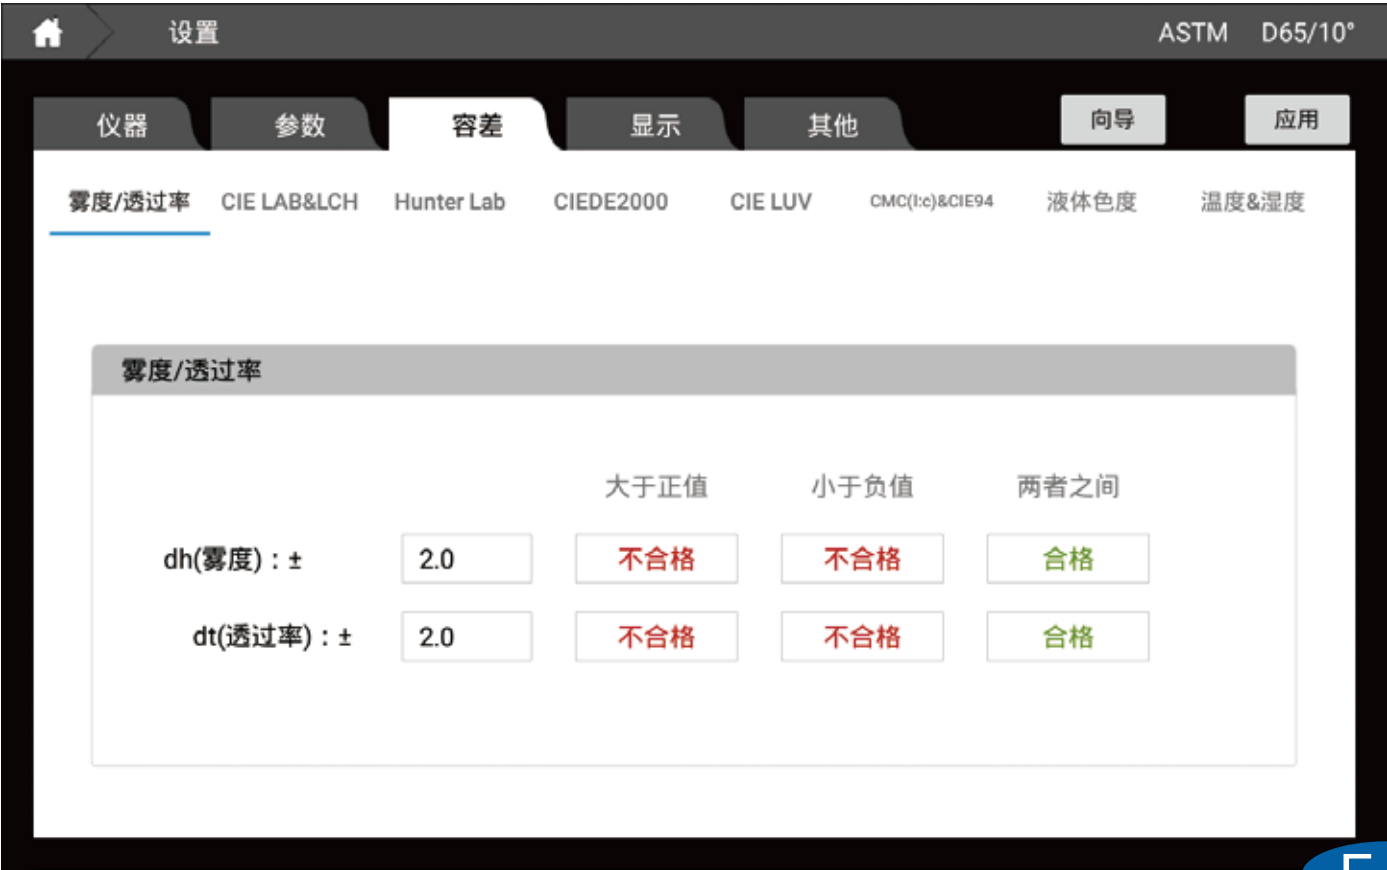 设置 ASTM D65/10°
仪器 参数 容差 显示 其他 向导 应用
雾度/透过率 CIE LAB&LCH Hunter Lab CIEDE2000 CIE LUV CMC(l:c)&CIE94 液体色度 温度&湿度
雾度/透过率
大于正值 小于负值 两者之间
dh(雾度) : ± 2.0 不合格 不合格 合格
dt(透过率) : ± 2.0 不合格 不合格 合格